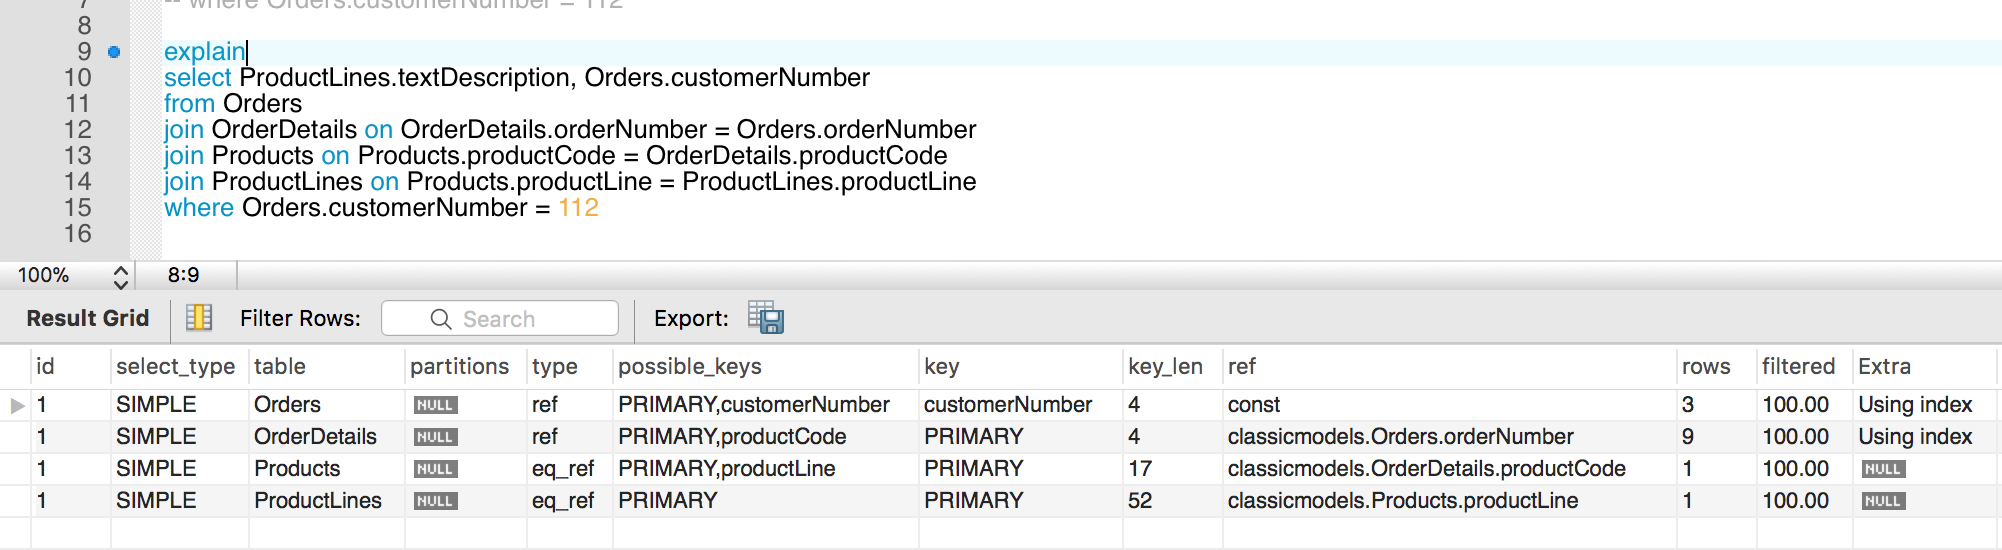 7 -- where Orders.customerNumber = 112
8
9 explain
10 select ProductLines.textDescription, Orders.customerNumber
11 from Orders
12 join OrderDetails on OrderDetails.orderNumber = Orders.orderNumber
13 join Products on Products.productCode = OrderDetails.productCode
14 join ProductLines on Products.productLine = ProductLines.productLine
15 where Orders.customerNumber = 112
16
100% 8:9
Result Grid Filter Rows: Search Export:
id select_type table partitions type possible_keys key key_len ref rows filtered Extra
1 SIMPLE Orders NULL ref PRIMARY,customerNumber customerNumber 4 const 3 100.00 Using index
1 SIMPLE OrderDetails NULL ref PRIMARY,productCode PRIMARY 4 classicmodels.Orders.orderNumber 9 100.00 Using index
1 SIMPLE Products NULL eq_ref PRIMARY,productLine PRIMARY 17 classicmodels.OrderDetails.productCode 1 100.00 NULL
1 SIMPLE ProductLines NULL eq_ref PRIMARY PRIMARY 52 classicmodels.Products.productLine 1 100.00 NULL